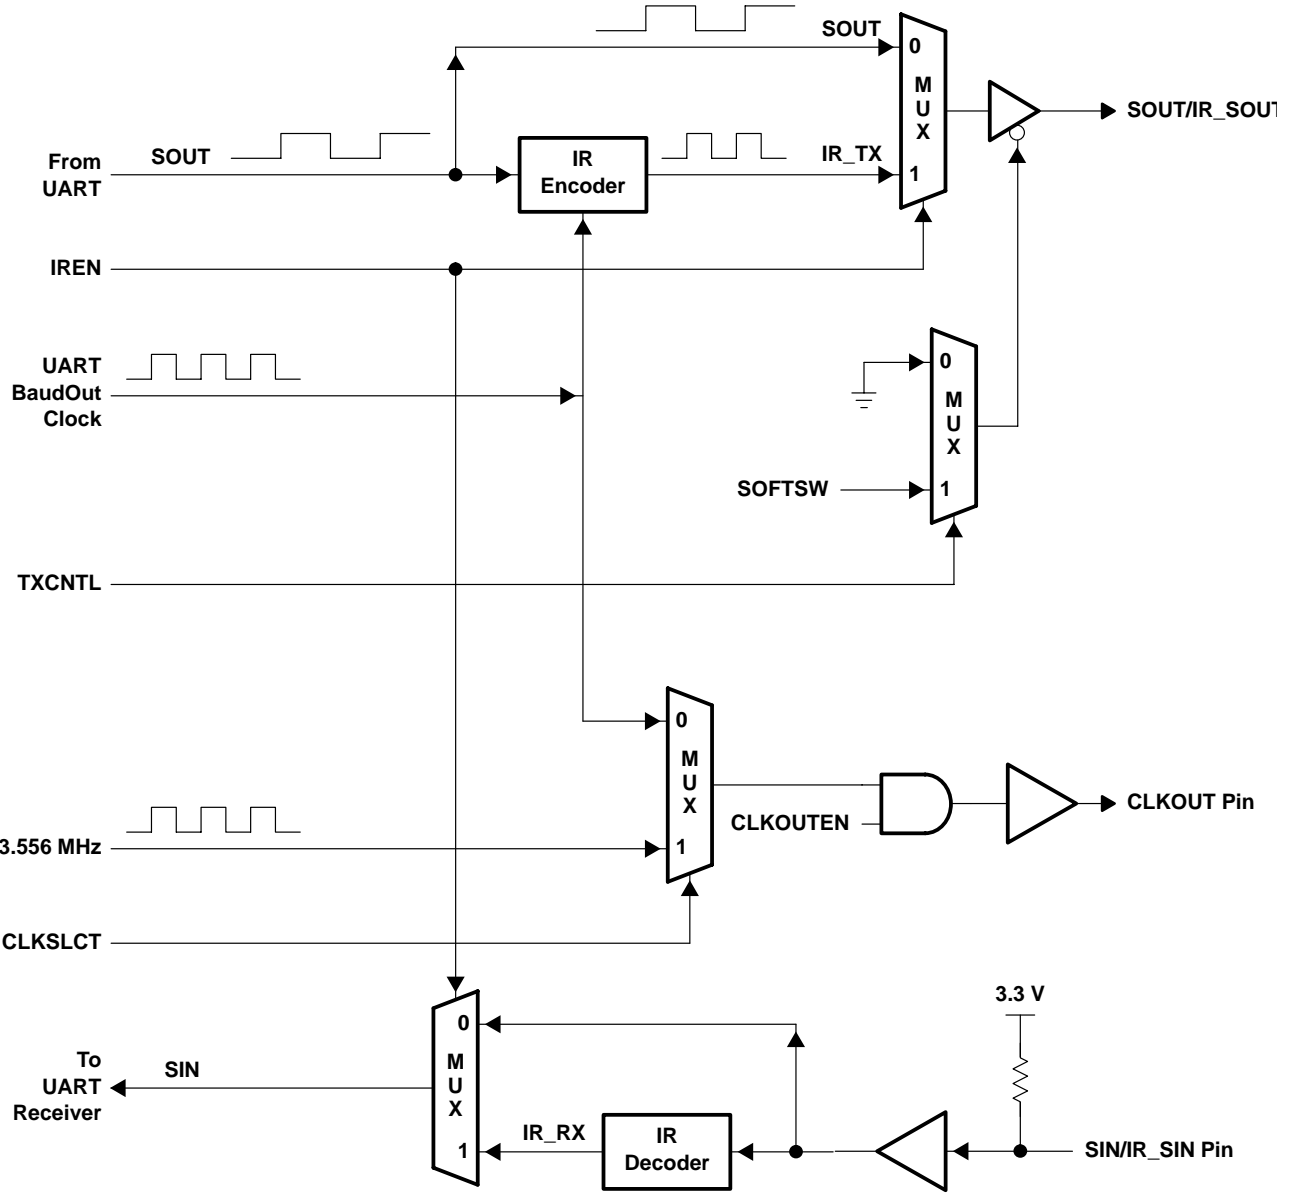 SOUT
0
M
U
X
SOUT/IR_SOUT
SOUT
From
UART
IR
Encoder
IR_TX
1
IREN
UART
BaudOut
Clock
0
M
U
X
SOFTSW
1
TXCNTL
0
M
U
X
CLKOUTEN
CLKOUT Pin
3.556 MHz
1
CLKSLCT
3.3 V
0
To
UART
Receiver
SIN
M
U
X
1
IR_RX
IR
Decoder
SIN/IR_SIN Pin